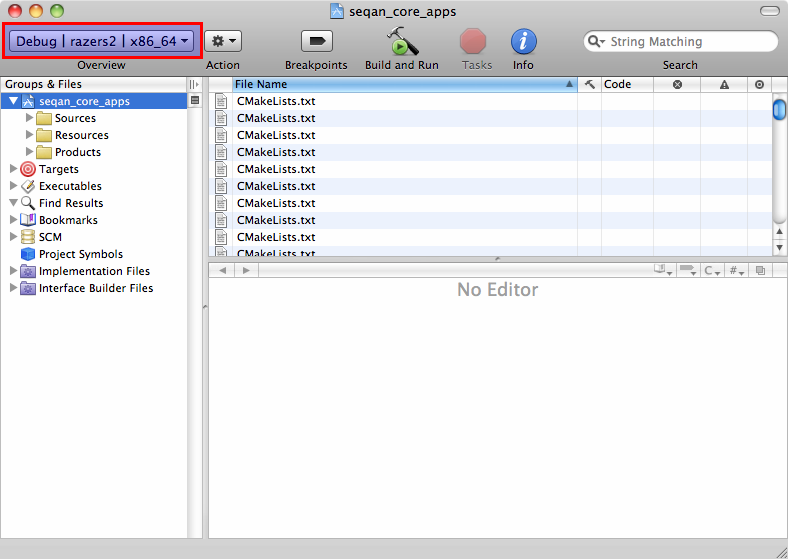 seqan_core_apps
Debug | razers2 | x86_64
String Matching
Overview
Action
Breakpoints
Build and Run
Tasks
Info
Search
Groups & Files
File Name
Code
seqan_core_apps
Sources
Resources
Products
Targets
Executables
Find Results
Bookmarks
SCM
Project Symbols
Implementation Files
Interface Builder Files
CMakeLists.txt
CMakeLists.txt
CMakeLists.txt
CMakeLists.txt
CMakeLists.txt
CMakeLists.txt
CMakeLists.txt
CMakeLists.txt
CMakeLists.txt
CMakeLists.txt
C
#
No Editor